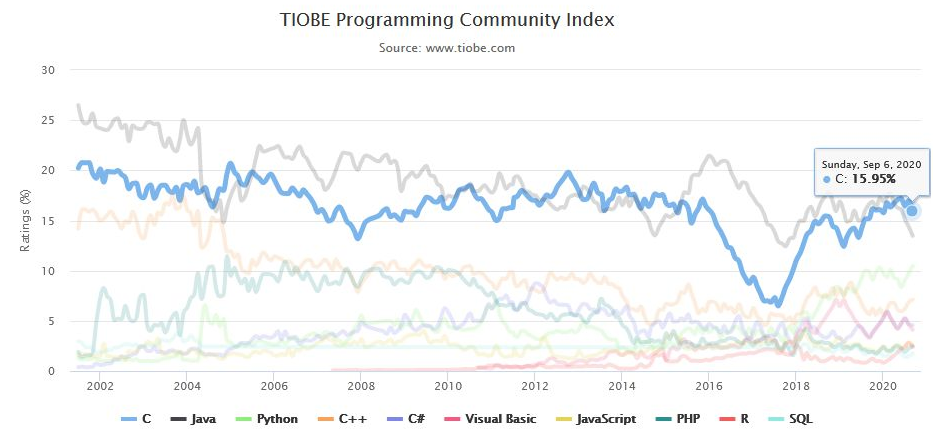 TIOBE Programming Community Index
Source: www.tiobe.com
30
25
20
15
10
5
0
Ratings (%)
Sunday, Sep 6, 2020
C: 15.95%
2002 2004 2006 2008 2010 2012 2014 2016 2018 2020
C Java Python C++ C# Visual Basic JavaScript PHP R SQL